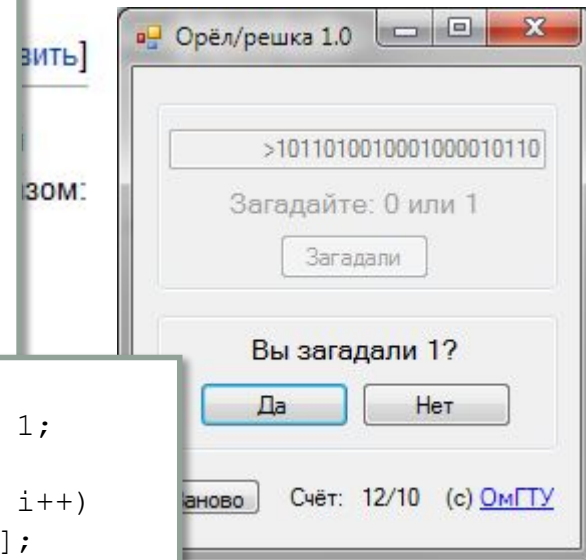 Орёл/решка 1.0
вить]
>1011010010001000010110
зом:
Загадайте: 0 или 1
Загадали
Вы загадали 1?
Да Нет
1;
i++)
];
аново Счёт: 12/10 (c) ОмГТУ